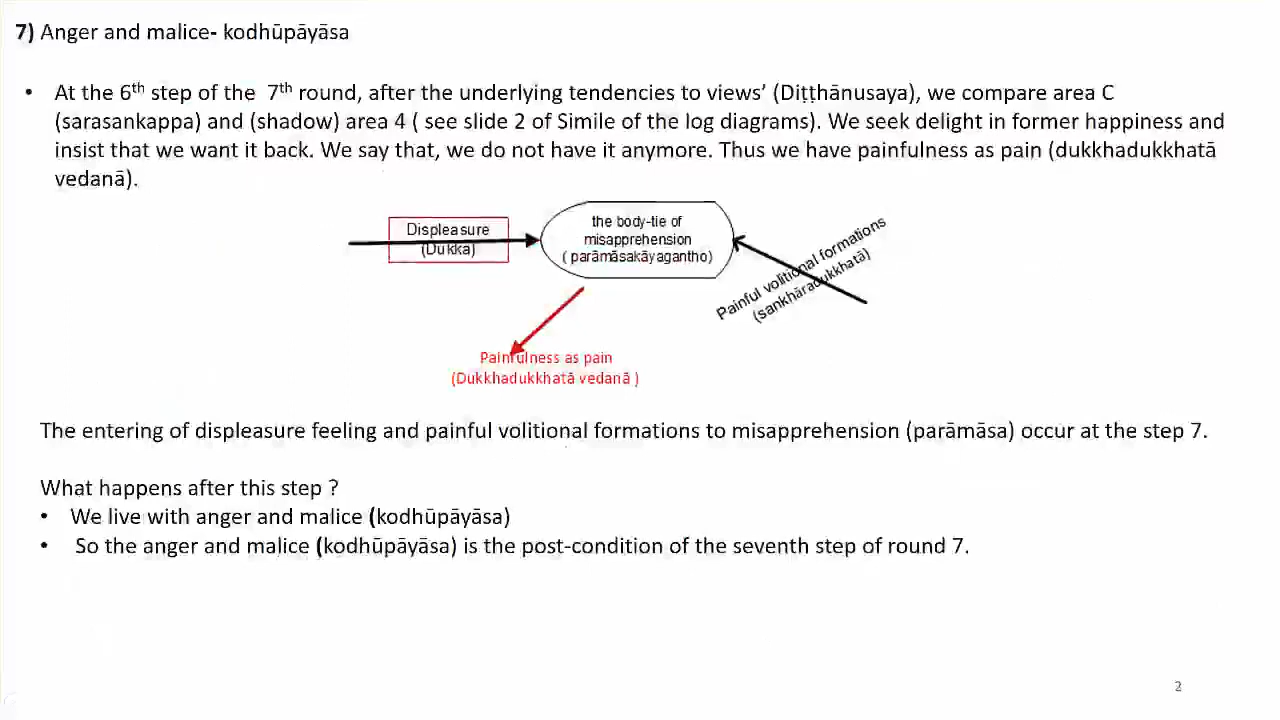 7) Anger and malice- kodhūpāyāsa
• At the 6th step of the 7th round, after the underlying tendencies to views’ (Diṭṭhānusaya), we compare area C
(sarasankappa) and (shadow) area 4 ( see slide 2 of Simile of the log diagrams). We seek delight in former happiness and
insist that we want it back. We say that, we do not have it anymore. Thus we have painfulness as pain (dukkhadukkhatā
vedanā).
Displeasure
(Dukka)
the body-tie of
misapprehension
( parāmāsakāyagantho)
Painful volitional formations
(sankhāradukkhatā)
Painfulness as pain
(Dukkhadukkhatā vedanā )
The entering of displeasure feeling and painful volitional formations to misapprehension (parāmāsa) occur at the step 7.
What happens after this step ?
• We live with anger and malice (kodhūpāyāsa)
• So the anger and malice (kodhūpāyāsa) is the post-condition of the seventh step of round 7.
2